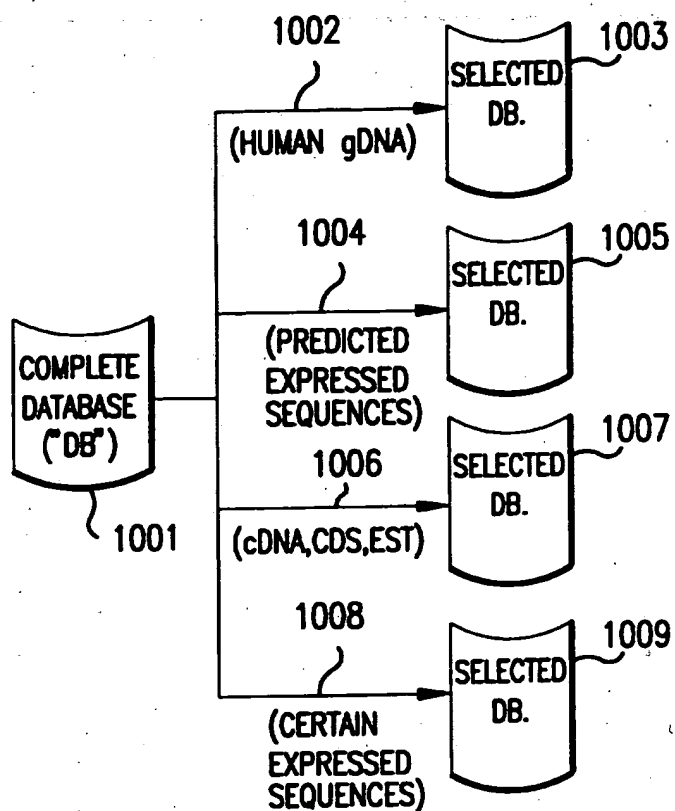 1002
1003
SELECTED
DB.
(HUMAN gDNA)
1004
1005
SELECTED
DB.
(PREDICTED
EXPRESSED
SEQUENCES)
COMPLETE
DATABASE
("DB")
1001
1006
1007
SELECTED
DB.
(cDNA,CDS,EST)
1008
1009
SELECTED
DB.
(CERTAIN
EXPRESSED
SEQUENCES)